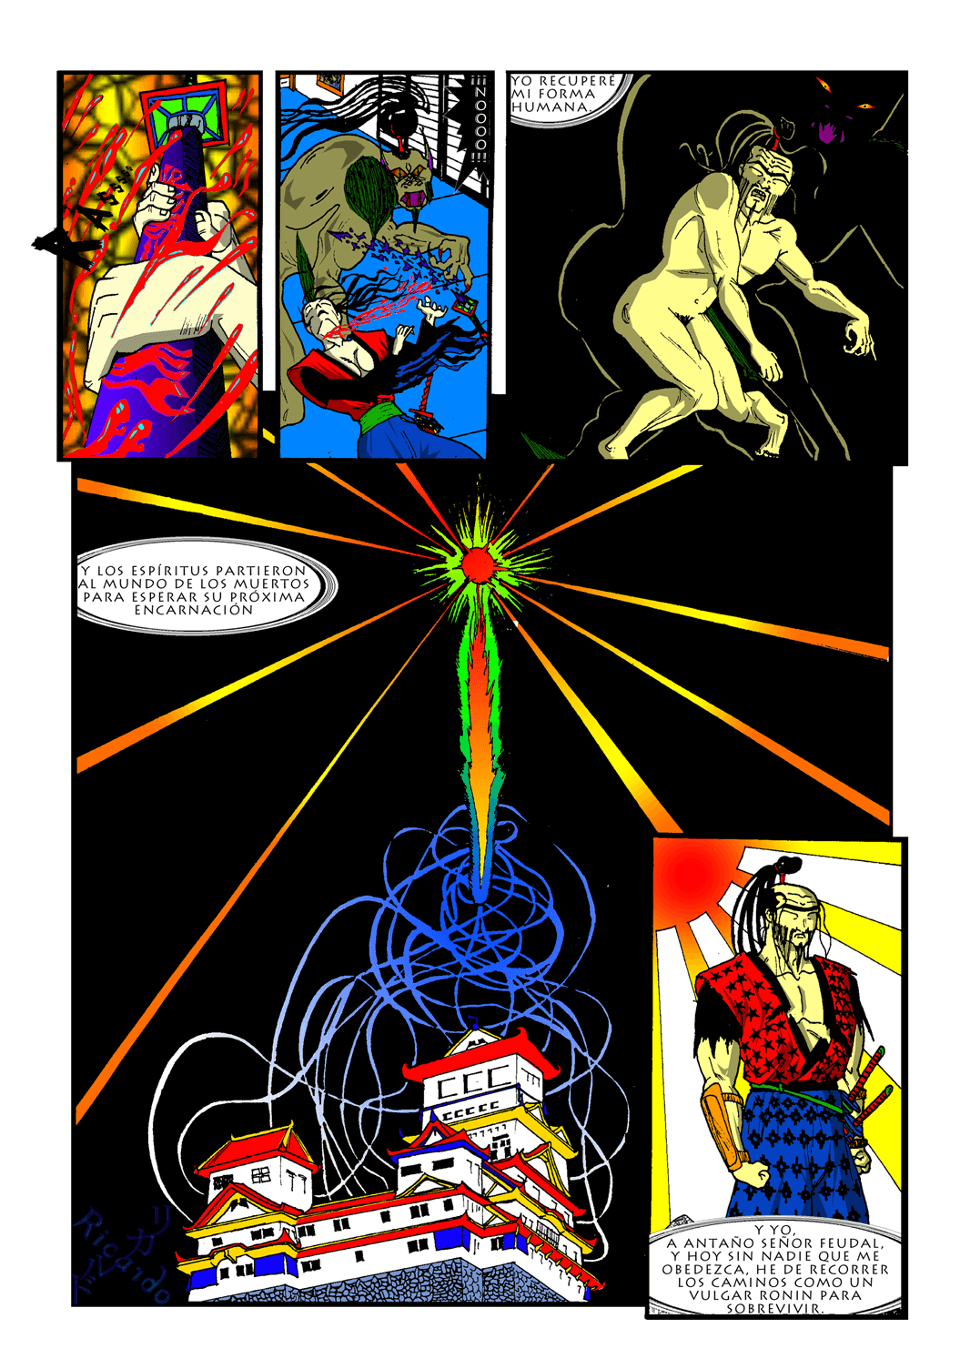 ¡¡¡NOOOO!!!
YO RECUPERÉ
MI FORMA
HUMANA.
Y LOS ESPÍRITUS PARTIERON
AL MUNDO DE LOS MUERTOS
PARA ESPERAR SU PRÓXIMA
ENCARNACIÓN
Ricardo
リカルド
Y YO,
A ANTAÑO SEÑOR FEUDAL,
Y HOY SIN NADIE QUE ME
OBEDEZCA, HE DE RECORRER
LOS CAMINOS COMO UN
VULGAR RONIN PARA
SOBREVIVIR.